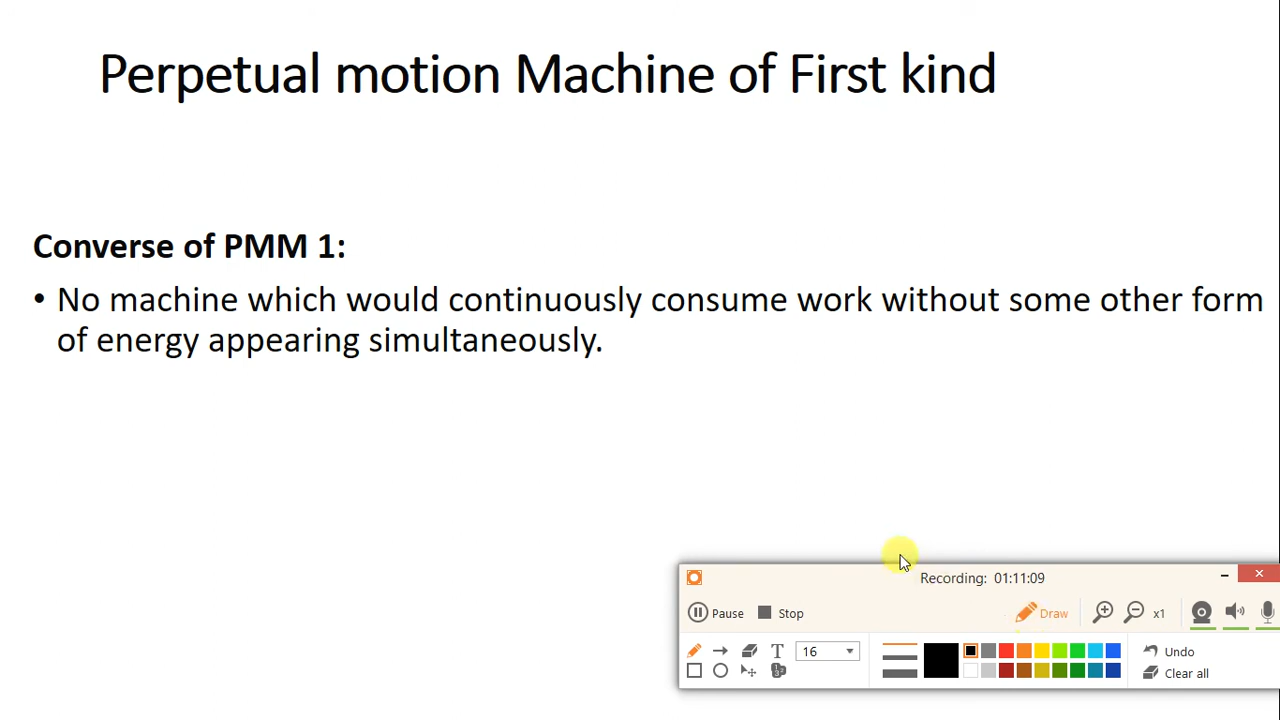 Perpetual motion Machine of First kind
Converse of PMM 1:
• No machine which would continuously consume work without some other form
of energy appearing simultaneously.
Recording: 01:11:09
Pause Stop Draw x1
T 16 Undo
Clear all